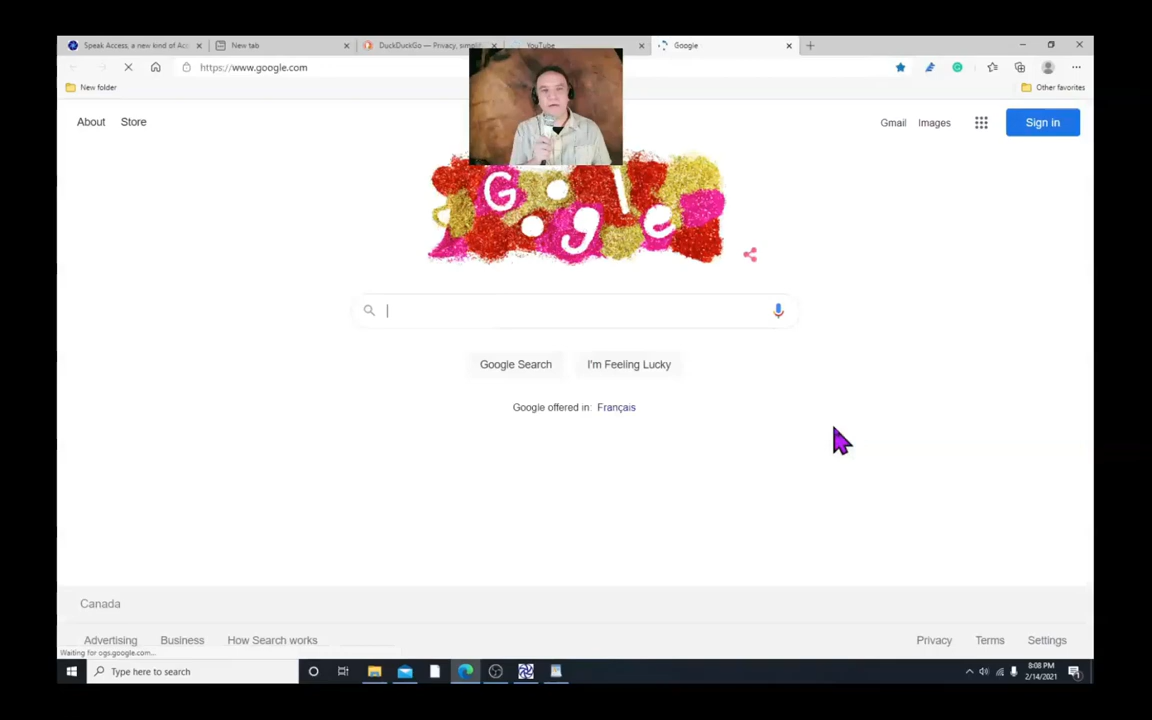 Speak Access, a new kind of Acc
New tab
DuckDuckGo — Privacy, simplifi
YouTube
Google
https://www.google.com
New folder
Other favorites
About
Store
Gmail
Images
Sign in
Google
Google Search
I'm Feeling Lucky
Google offered in: Français
Canada
Advertising
Business
How Search works
Privacy
Terms
Settings
Waiting for ogs.google.com...
Type here to search
8:08 PM
2/14/2021